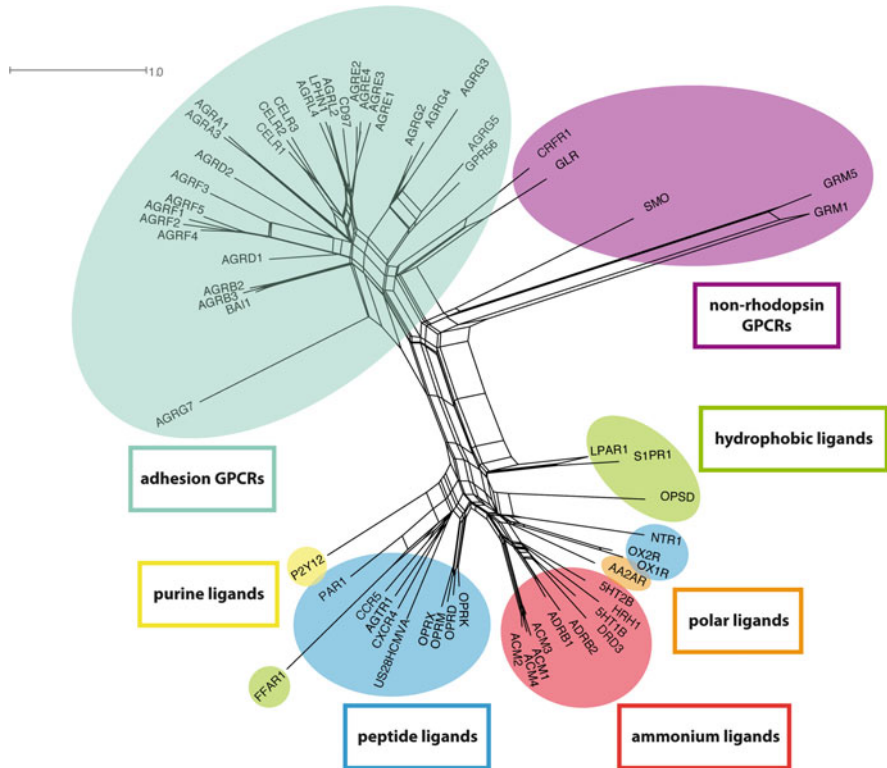 1.0
AGRG3
AGRE2
AGRE4
AGRE3
AGRE1
CD97
AGRL2
LPHN1
AGRL4
AGRG2
AGRG4
AGRG5
GPR56
CELR3
CELR2
CELR1
AGRA1
AGRA3
AGRD2
AGRF3
AGRF5
AGRF1
AGRF2
AGRF4
AGRD1
AGRB2
AGRB3
BAI1
AGRG7
CRFR1
GLR
SMO
GRM5
GRM1
non-rhodopsin
GPCRs
adhesion GPCRs
hydrophobic ligands
LPAR1
S1PR1
OPSD
NTR1
OX2R
OX1R
AA2AR
polar ligands
purine ligands
P2Y12
PAR1
FFAR1
CCR5
AGTR1
CXCR4
US28HCMVA
OPRX
OPRM
OPRD
OPRK
5HT2B
HRH1
5HT1B
DRD3
ADRB2
ADRB1
ACM3
ACM1
ACM4
ACM2
peptide ligands
ammonium ligands